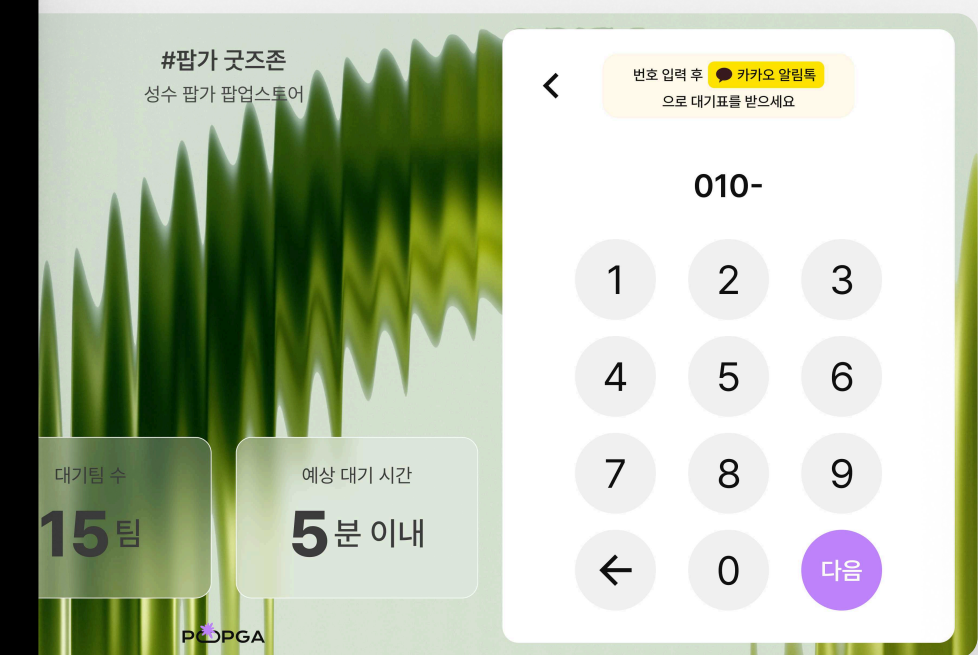 #팝가 굿즈존
성수 팝가 팝업스토어
대기팀 수
15 팀
예상 대기 시간
5 분 이내
POPGA
번호 입력 후 카카오 알림톡
으로 대기표를 받으세요
010-
1 2 3
4 5 6
7 8 9
0 다음